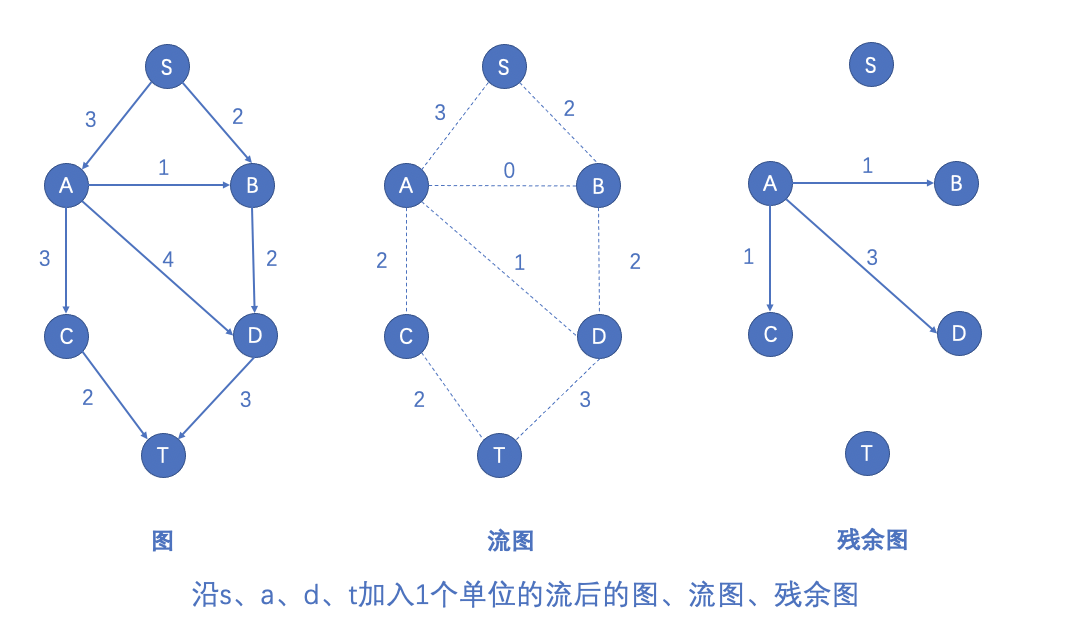 S S S
3 2 3 2
A 1 B A 0 B A 1 B
3 4 2 2 1 2 1 3
C D C D C D
2 3 2 3
T T T
图 流图 残余图
沿s、a、d、t加入1个单位的流后的图、流图、残余图